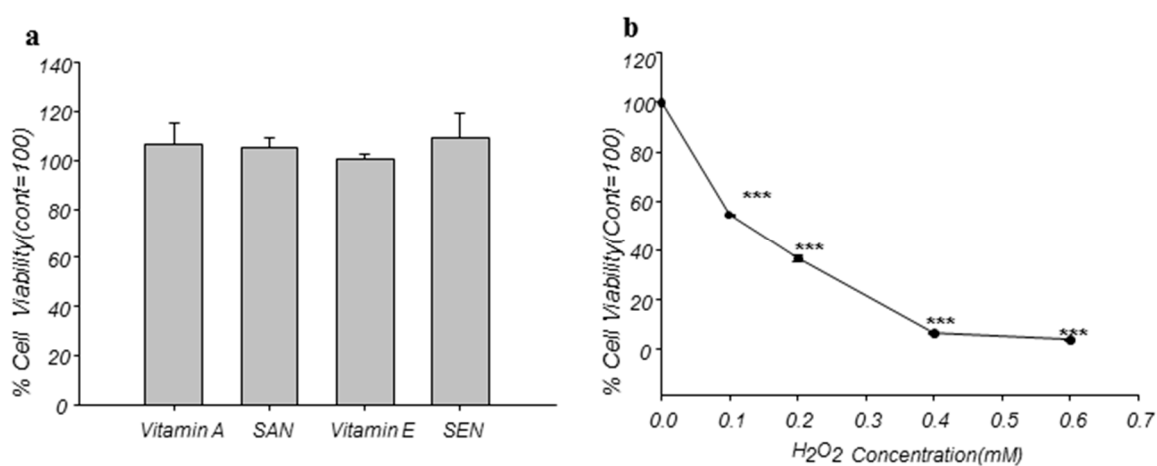 a
140
120
100
80
60
40
20
0
% Cell Viability(cont=100)
Vitamin A SAN Vitamin E SEN
b
120
100
80
60
40
20
0
% Cell Viability(Cont=100)
***
***
***
***
0.0 0.1 0.2 0.3 0.4 0.5 0.6 0.7
H2O2 Concentration(mM)